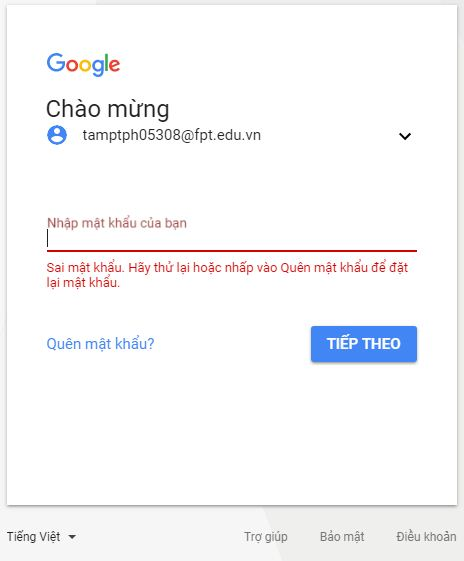 Google
Chào mừng
tamptph05308@fpt.edu.vn
Nhập mật khẩu của bạn
Sai mật khẩu. Hãy thử lại hoặc nhấp vào Quên mật khẩu để đặt
lại mật khẩu.
Quên mật khẩu?
TIẾP THEO
Tiếng Việt
Trợ giúp
Bảo mật
Điều khoản